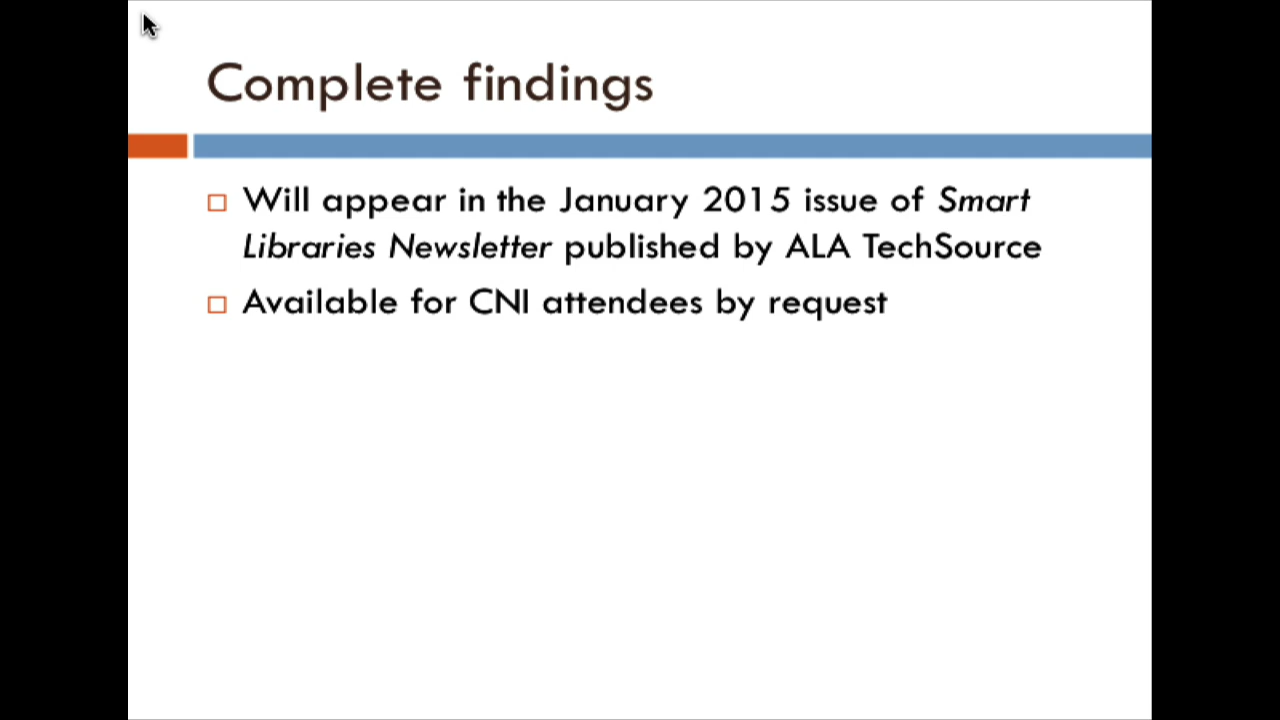 Complete findings
Will appear in the January 2015 issue of Smart
Libraries Newsletter published by ALA TechSource
Available for CNI attendees by request